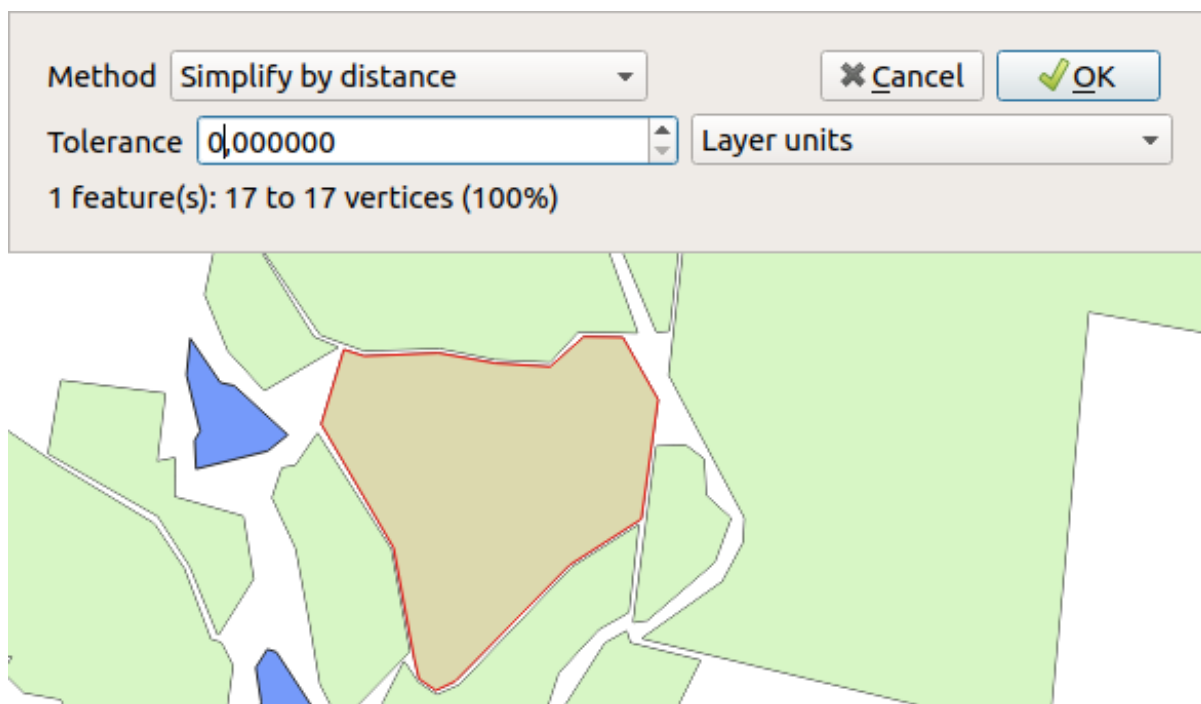 Method Simplify by distance Cancel OK
Tolerance 0,000000 Layer units
1 feature(s): 17 to 17 vertices (100%)